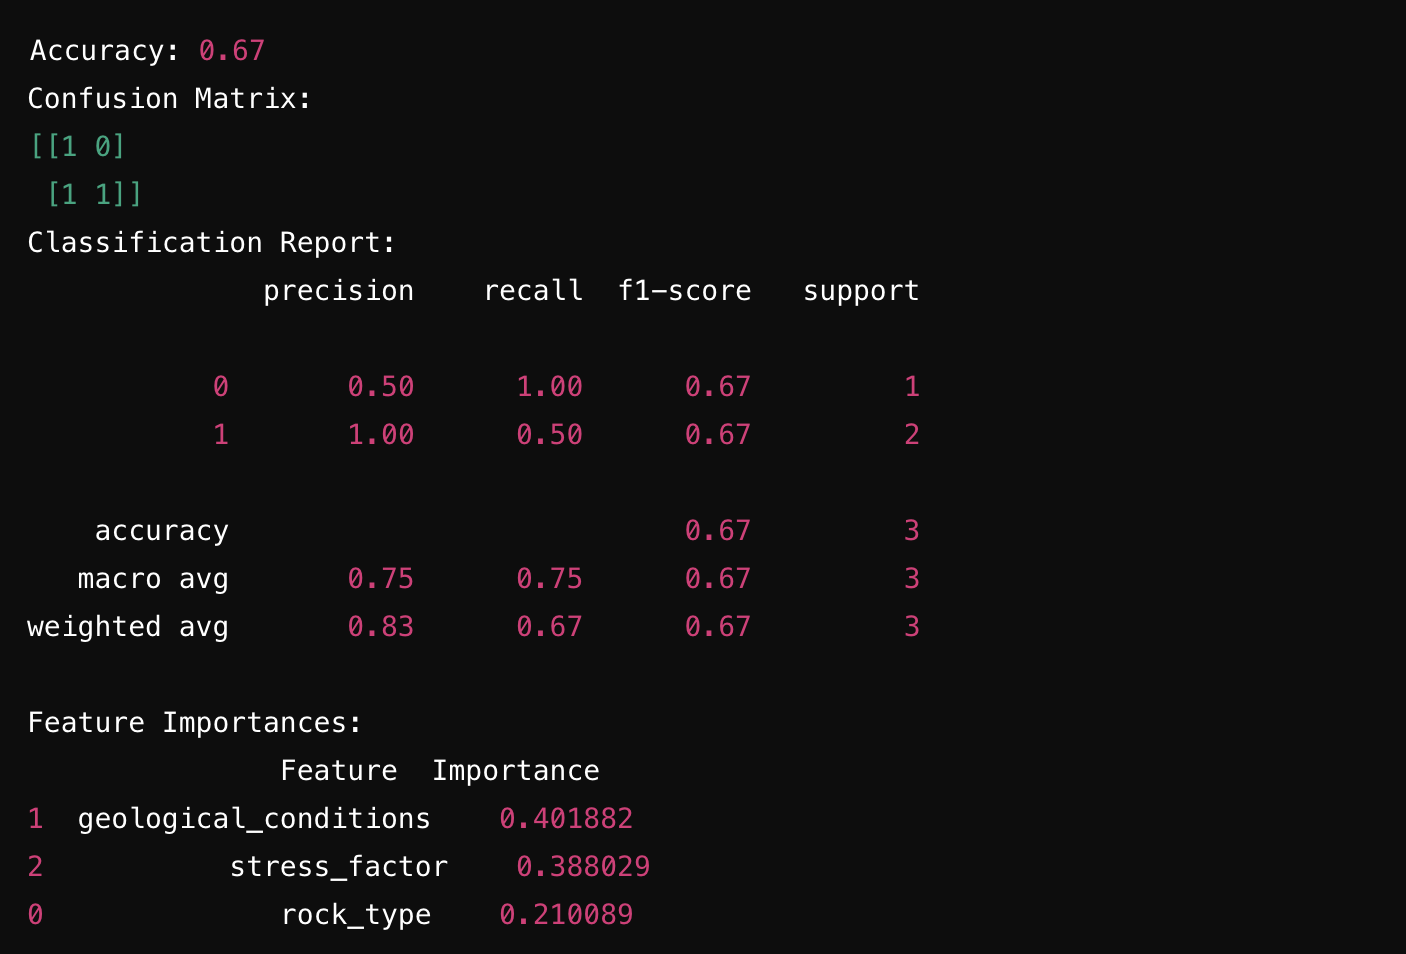 Accuracy: 0.67
Confusion Matrix:
[[1 0]
 [1 1]]
Classification Report:
              precision    recall  f1-score   support

           0       0.50      1.00      0.67         1
           1       1.00      0.50      0.67         2

    accuracy                           0.67         3
   macro avg       0.75      0.75      0.67         3
weighted avg       0.83      0.67      0.67         3

Feature Importances:
               Feature  Importance
1  geological_conditions    0.401882
2           stress_factor    0.388029
0              rock_type    0.210089